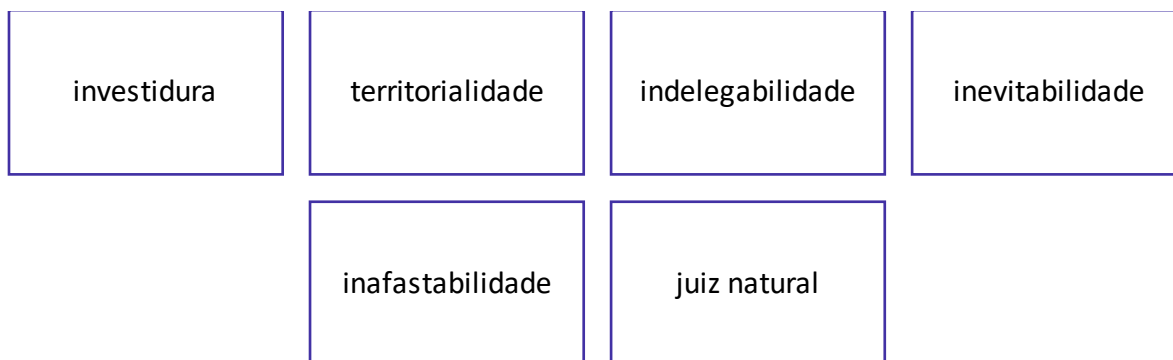 investidura
territorialidade
indelegabilidade
inevitabilidade
inafastabilidade
juiz natural